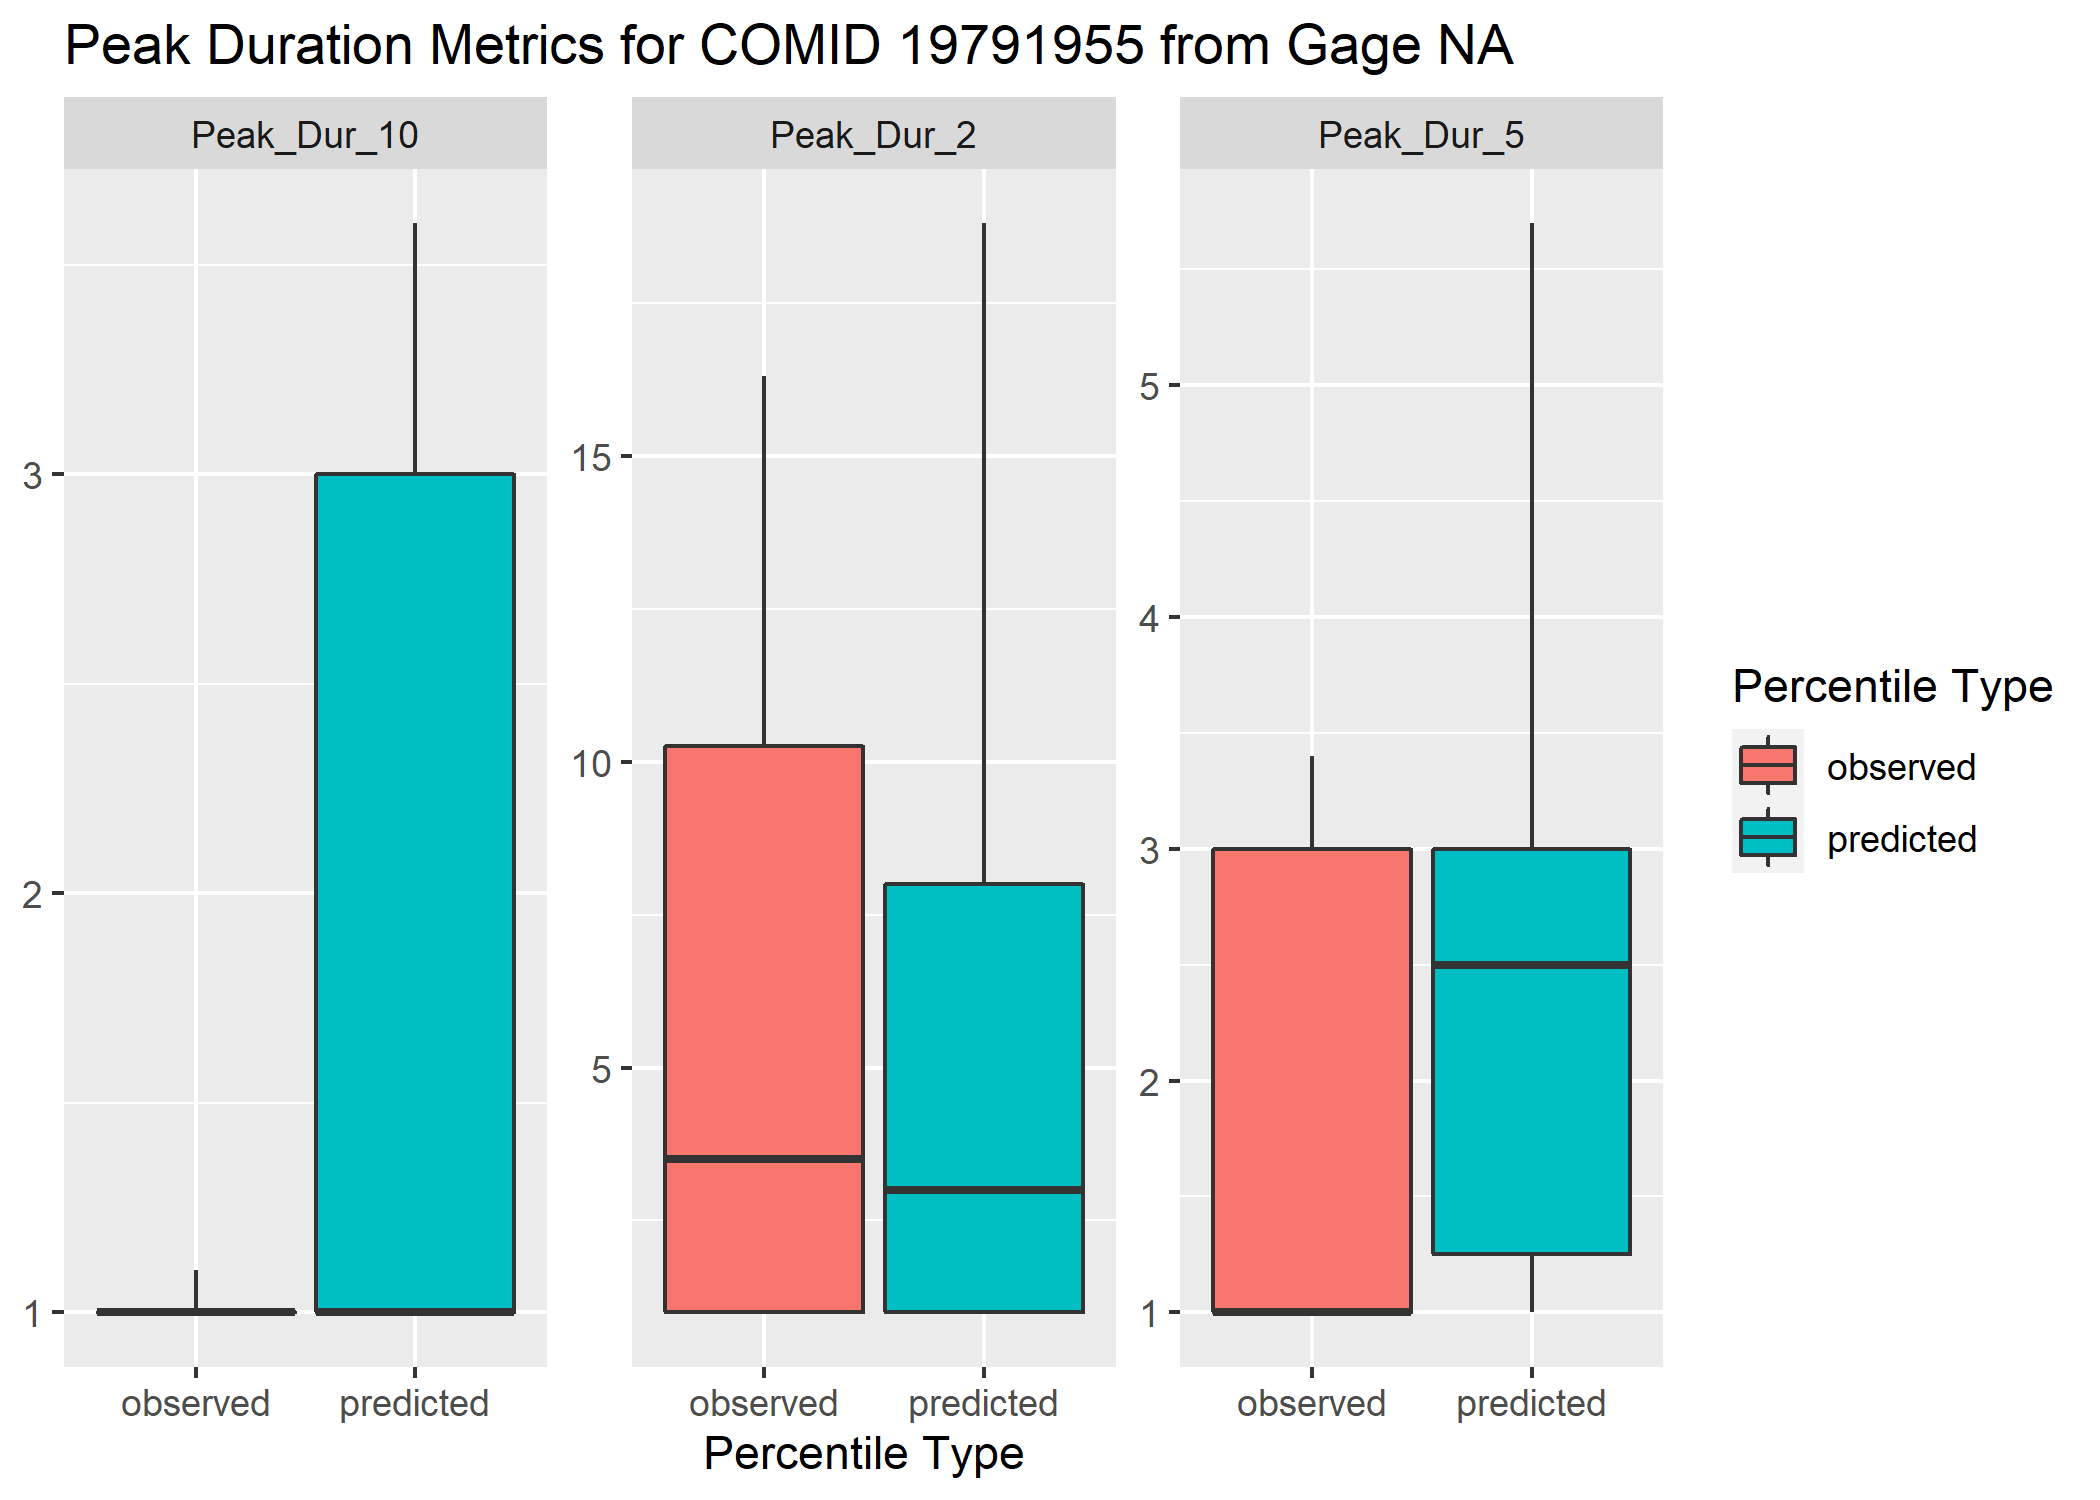 Peak Duration Metrics for COMID 19791955 from Gage NA
Peak_Dur_10
Peak_Dur_2
Peak_Dur_5
3
2
1
15
10
5
5
4
3
2
1
observed
predicted
observed
predicted
observed
predicted
Percentile Type
Percentile Type
observed
predicted